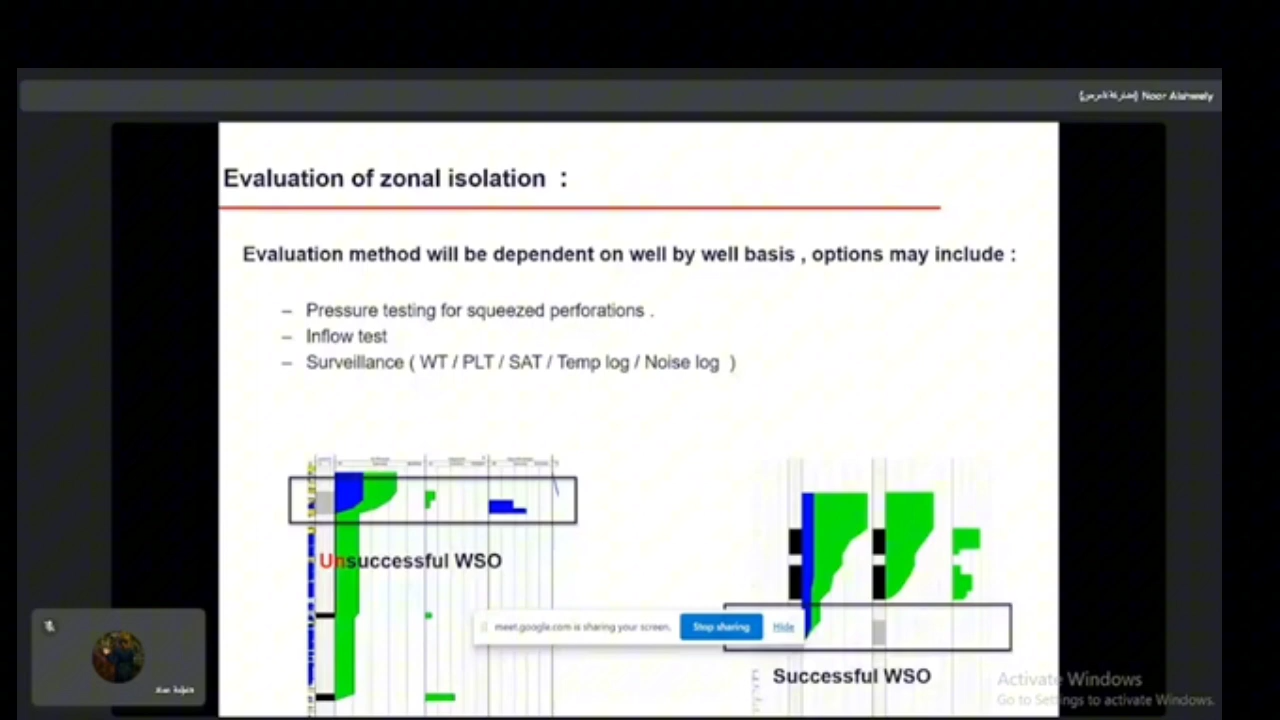 Noor Alshwely
Evaluation of zonal isolation :
Evaluation method will be dependent on well by well basis , options may include :
– Pressure testing for squeezed perforations .
– Inflow test
– Surveillance ( WT / PLT / SAT / Temp log / Noise log )
Unsuccessful WSO
meet.google.com is sharing your screen.
Stop sharing
Hide
Successful WSO
Activate Windows
Go to Settings to activate Windows.